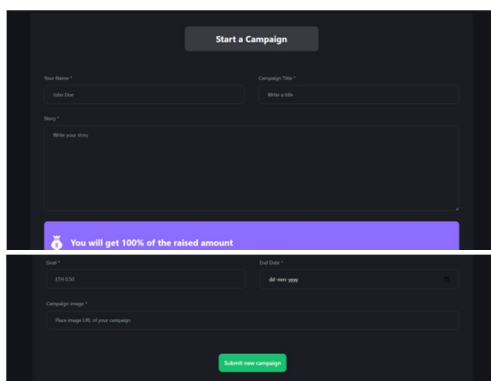 Start a Campaign
Your Name * Campaign Title *
John Doe Write a title
Story *
Write your story
You will get 100% of the raised amount
Goal * End Date *
ETH 0.50 dd-mm-yyyy
Campaign image *
Place image URL of your campaign
Submit new campaign